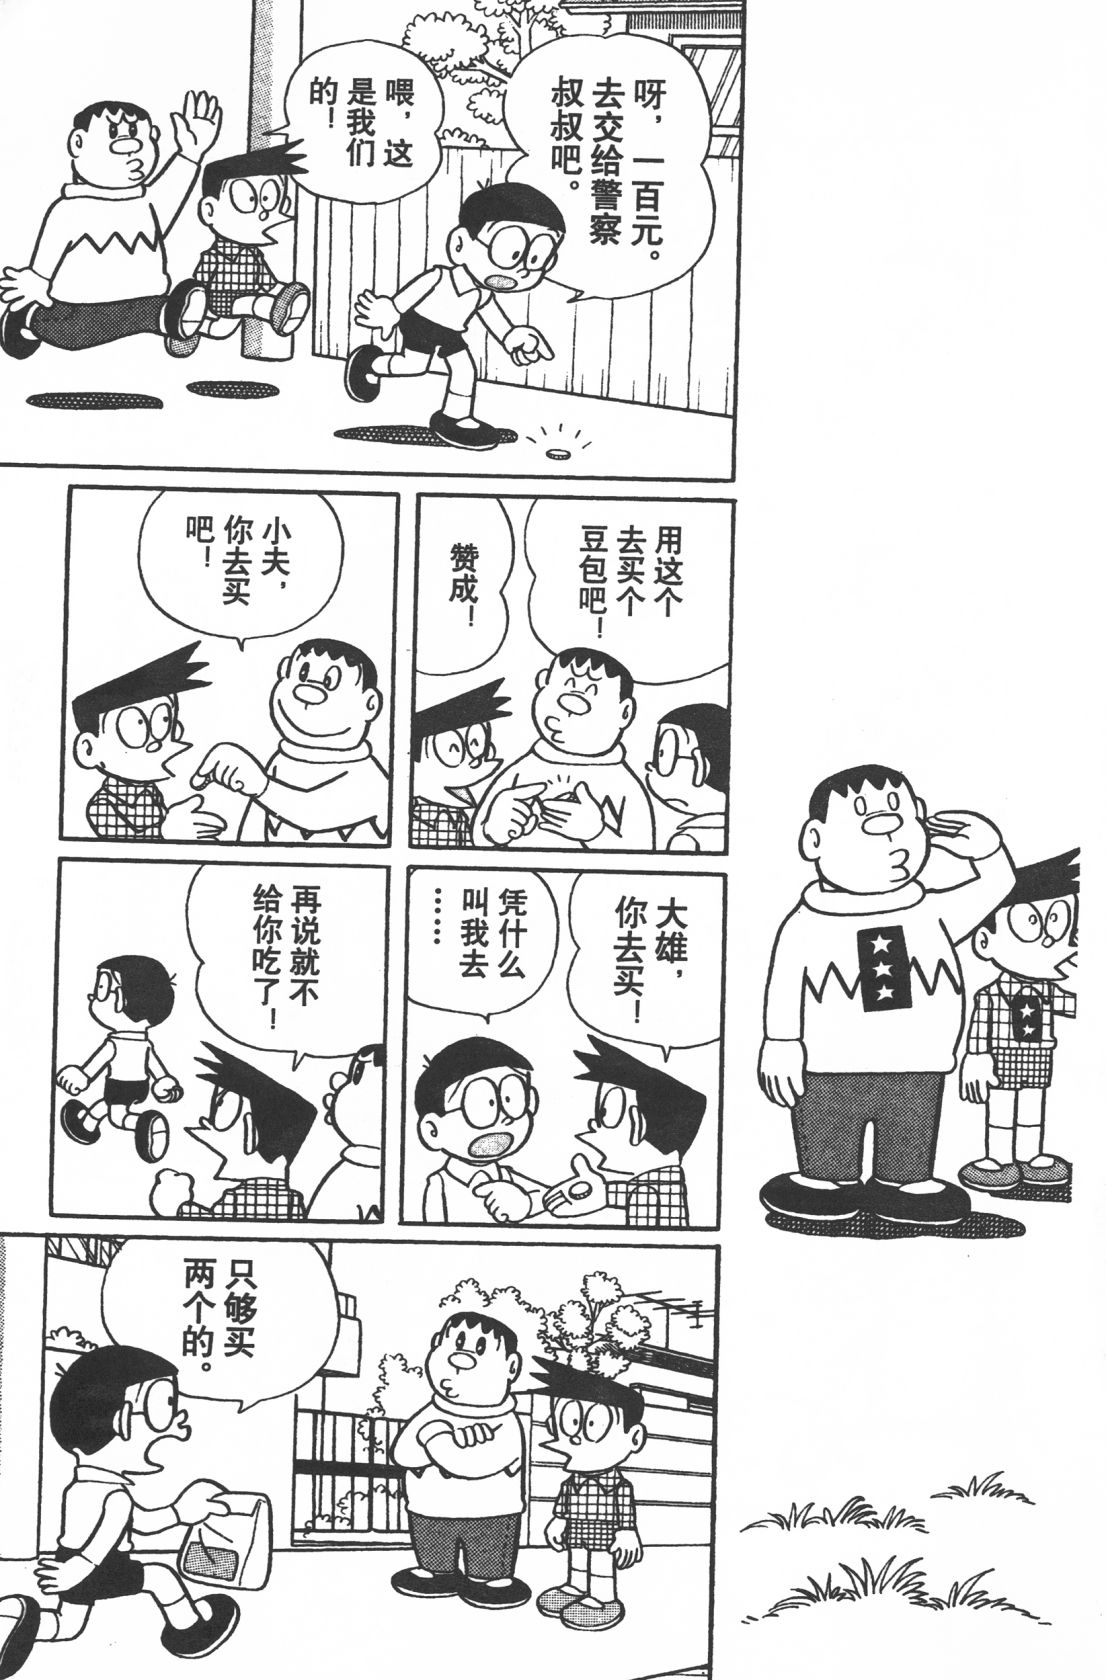 呀，一百元。
去交给警察
叔叔吧。
喂，这
是我们
的！
用这个
去买个
豆包吧！
赞成！
小夫，
你去买
吧！
大雄，
你去买！
凭什么
叫我去
……
再说就不
给你吃了！
只够买
两个的。